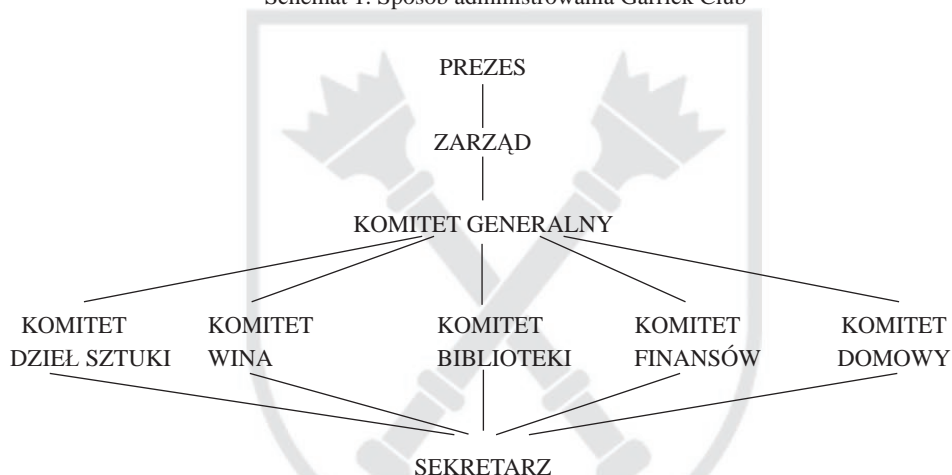 Schemat 1. Sposób administrowania Garrick Club
PREZES
ZARZĄD
KOMITET GENERALNY
KOMITET DZIEŁ SZTUKI
KOMITET WINA
KOMITET BIBLIOTEKI
KOMITET FINANSÓW
KOMITET DOMOWY
SEKRETARZ